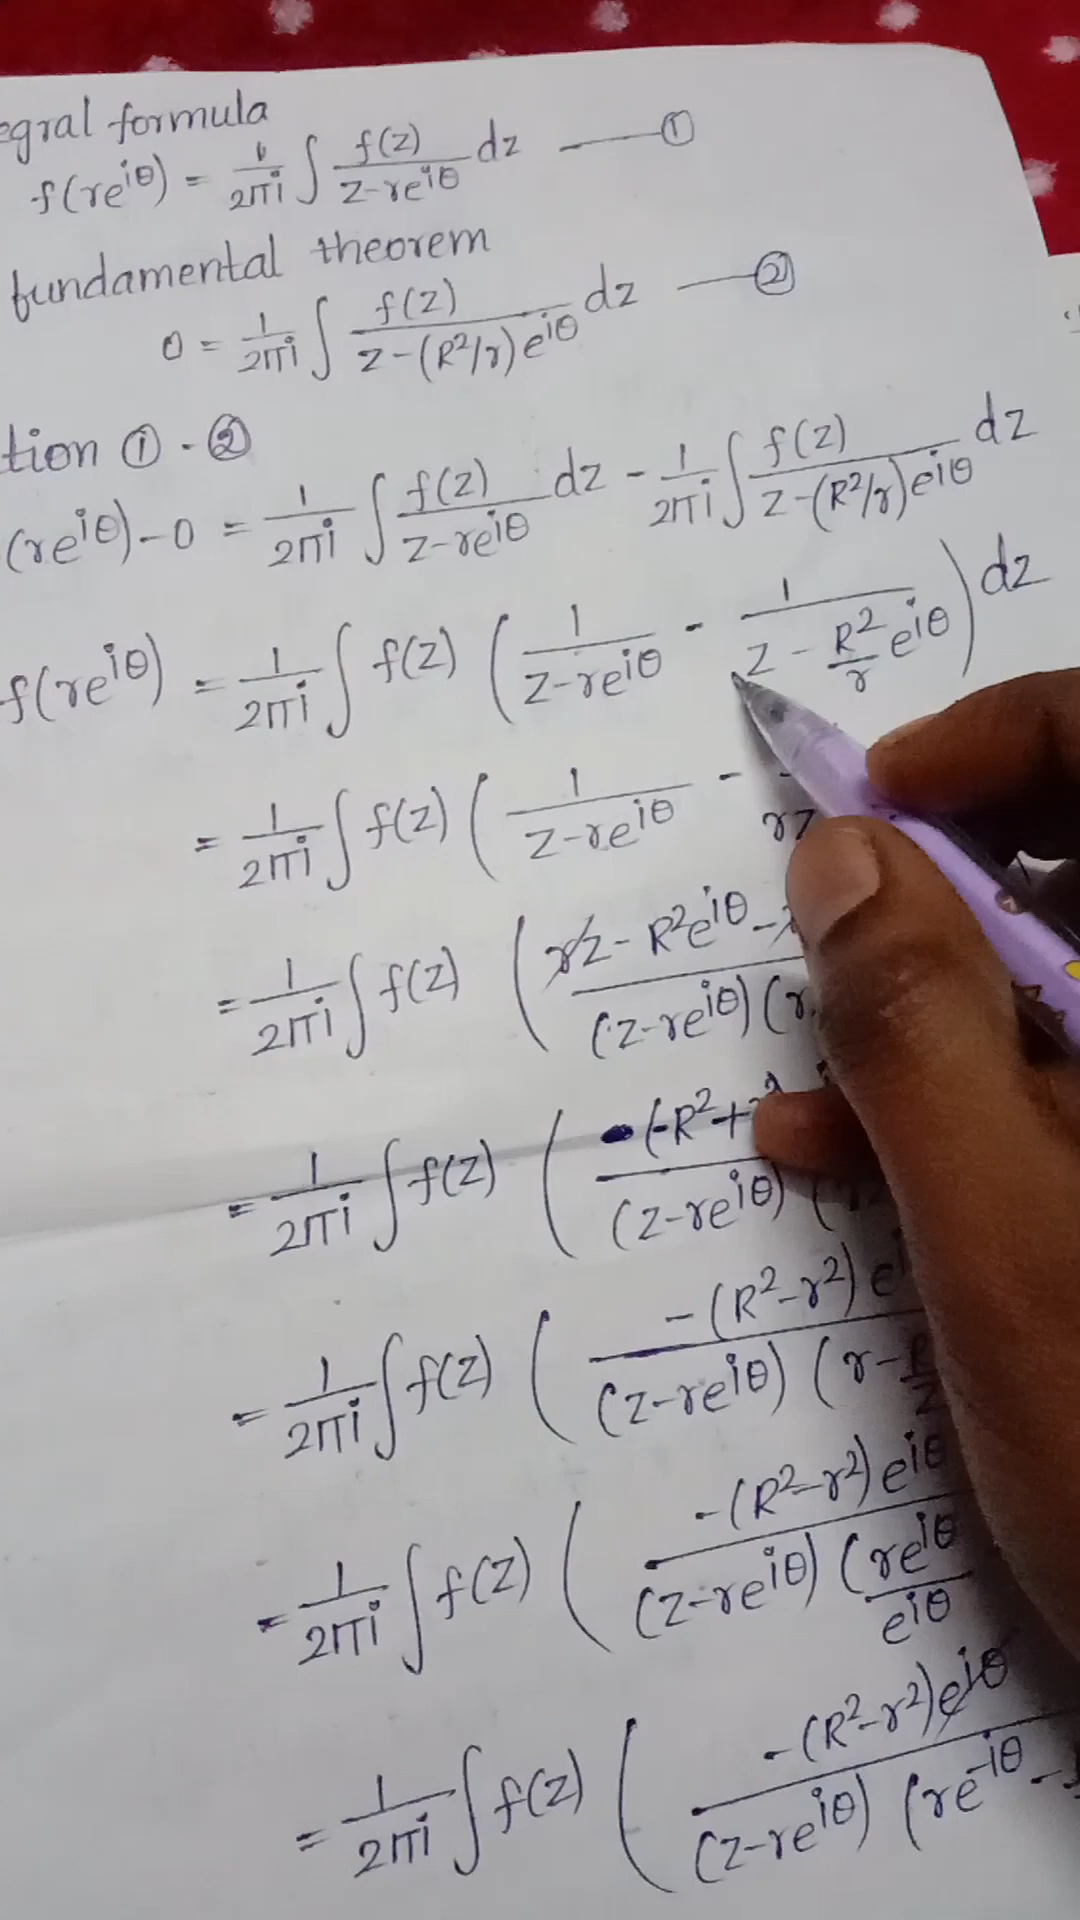 formula
f(re^{iθ}) = 1/2πi ∫ f(z)/z-re^{iθ} dz —— ①
fundamental theorem
0 = 1/2πi ∫ f(z)/z-(R²/r)e^{iθ} dz —— ②
① - ②
(re^{iθ})-0 = 1/2πi ∫ f(z)/z-re^{iθ} dz - 1/2πi ∫ f(z)/z-(R²/r)e^{iθ} dz
f(re^{iθ}) = 1/2πi ∫ f(z) ( 1/z-re^{iθ} - 1/z-R²/r e^{iθ} ) dz
= 1/2πi ∫ f(z) ( 1/z-re^{iθ} - rz
= 1/2πi ∫ f(z) ( rz-R²e^{iθ}- /(z-re^{iθ})(r
= 1/2πi ∫ f(z) ( (-R²+ /(z-re^{iθ})(
= 1/2πi ∫ f(z) ( -(R²-r²)e /(z-re^{iθ})(r-
= 1/2πi ∫ f(z) ( -(R²-r²)e^{iθ} /(z-re^{iθ})(re^{iθ}/e^{iθ}
= 1/2πi ∫ f(z) ( -(R²-r²)e^{iθ} /(z-re^{iθ})(re^{-iθ}-